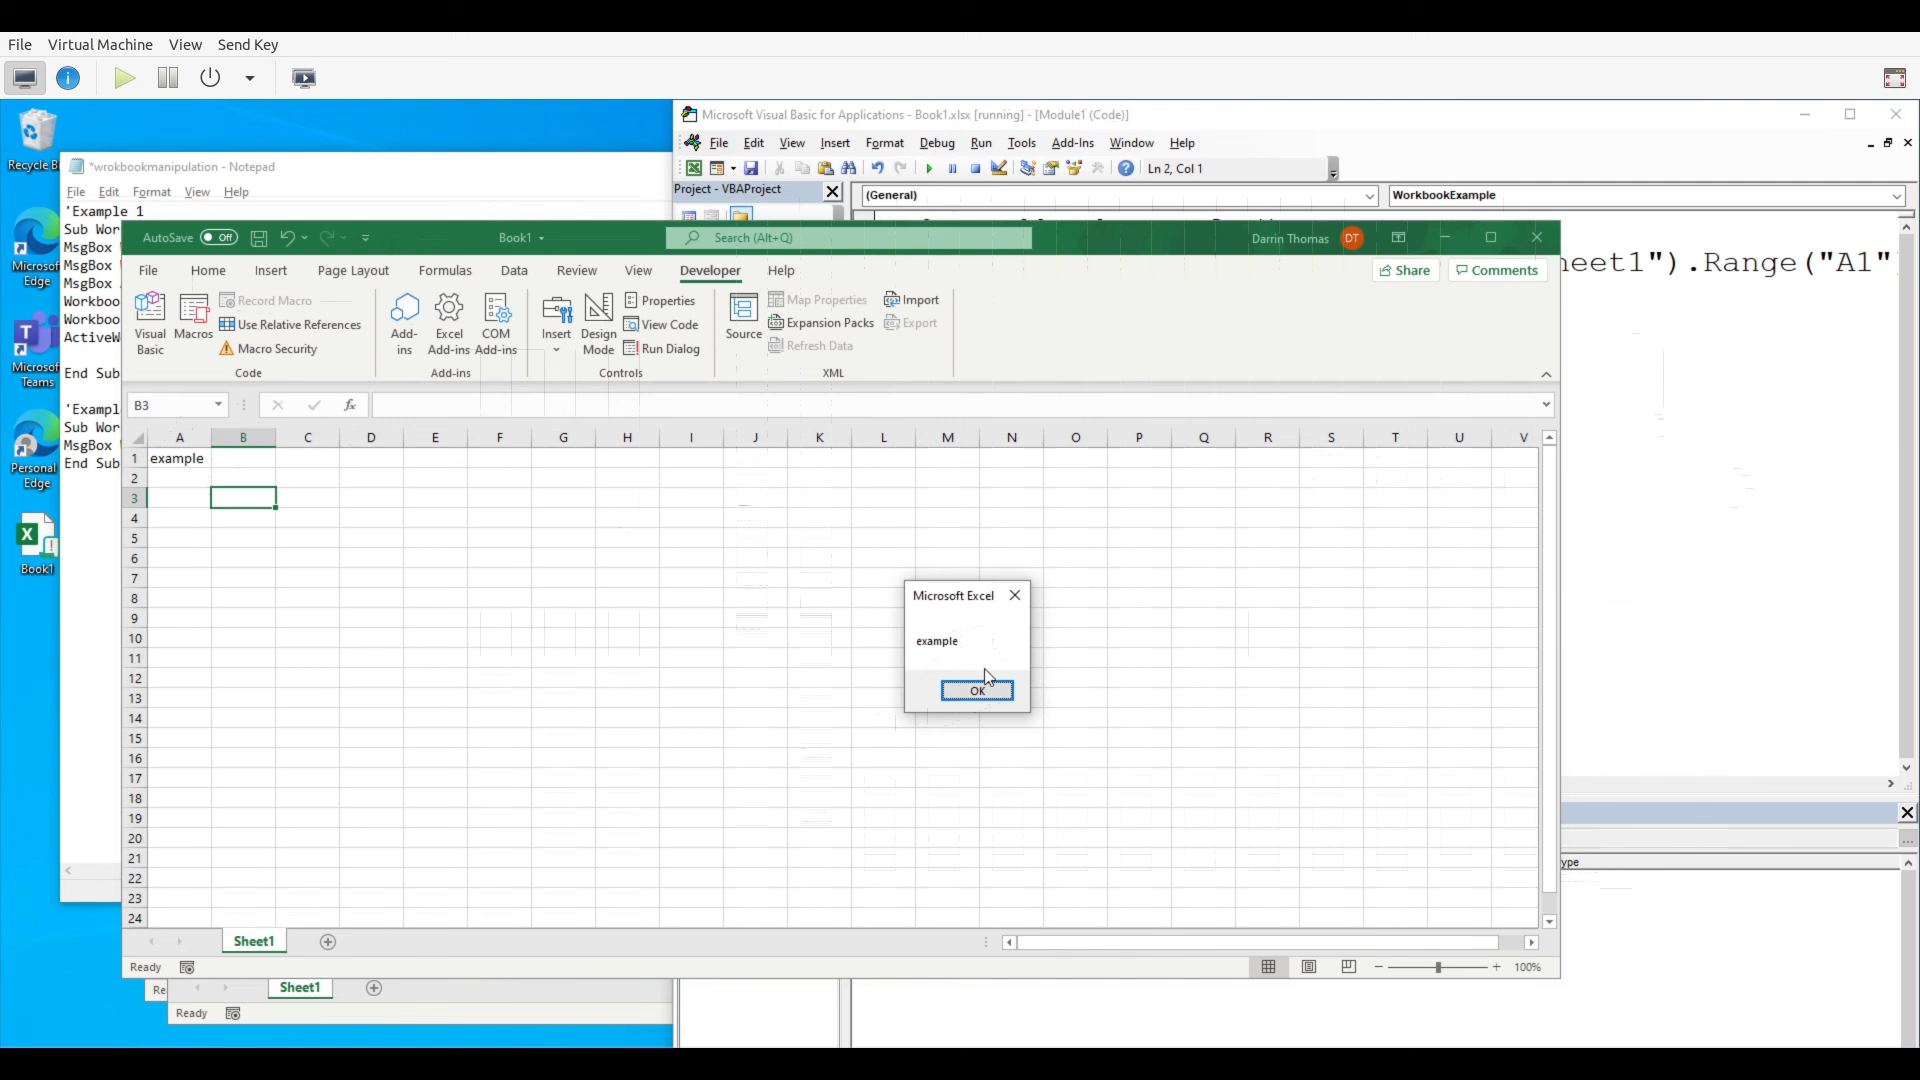 File Virtual Machine View Send Key
Recycle B
Microsof
Edge
Microsof
Teams
Personal
Edge
Book1
*wrokbookmanipulation - Notepad
File Edit Format View Help
'Example 1
Sub Wor
MsgBox
MsgBox
MsgBox
Workboo
Workboo
ActiveW
End Sub
'Exampl
Sub Wor
MsgBox
End Sub
Microsoft Visual Basic for Applications - Book1.xlsx [running] - [Module1 (Code)]
File Edit View Insert Format Debug Run Tools Add-Ins Window Help
Ln 2, Col 1
Project - VBAProject
(General) WorkbookExample
heet1").Range("A1"
ype
AutoSave Off Book1 Search (Alt+Q) Darrin Thomas DT
File Home Insert Page Layout Formulas Data Review View Developer Help Share Comments
Visual Basic
Macros
Record Macro
Use Relative References
Macro Security
Code
Add-ins
Excel Add-ins
COM Add-ins
Add-ins
Insert
Design Mode
Properties
View Code
Run Dialog
Controls
Source
Map Properties
Expansion Packs
Refresh Data
Import
Export
XML
B3 fx
A B C D E F G H I J K L M N O P Q R S T U V
1 example
2
3
4
5
6
7
8
9
10
11
12
13
14
15
16
17
18
19
20
21
22
23
24
Microsoft Excel
example
OK
Sheet1
Ready 100%
Re
Sheet1
Ready